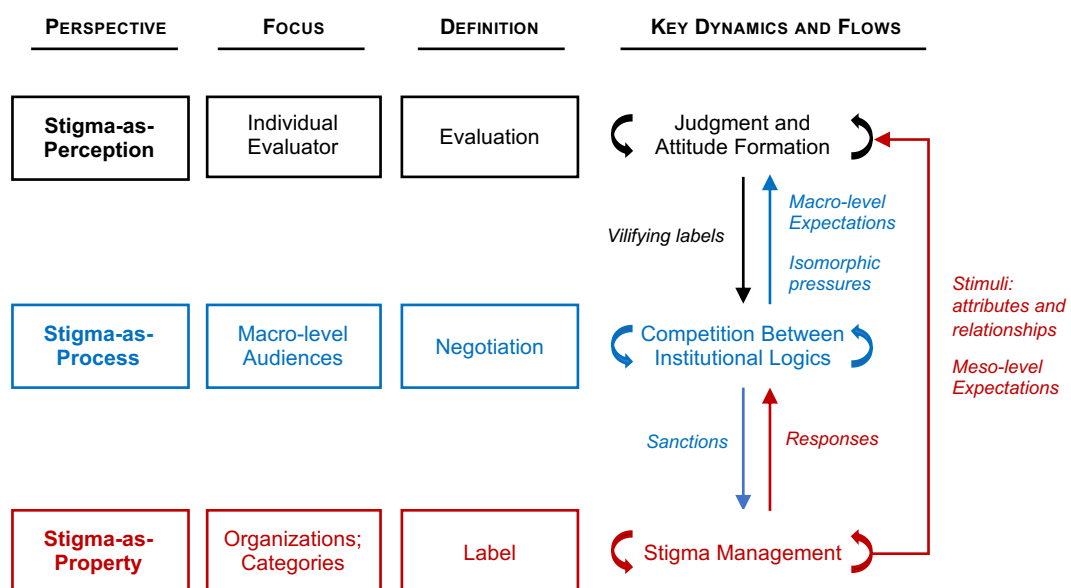 PERSPECTIVE
FOCUS
DEFINITION
KEY DYNAMICS AND FLOWS
Stigma-as-
Perception
Individual
Evaluator
Evaluation
Judgment and
Attitude Formation
Vilifying labels
Macro-level
Expectations
Isomorphic
pressures
Stimuli:
attributes and
relationships
Meso-level
Expectations
Stigma-as-
Process
Macro-level
Audiences
Negotiation
Competition Between
Institutional Logics
Sanctions
Responses
Stigma-as-
Property
Organizations;
Categories
Label
Stigma Management